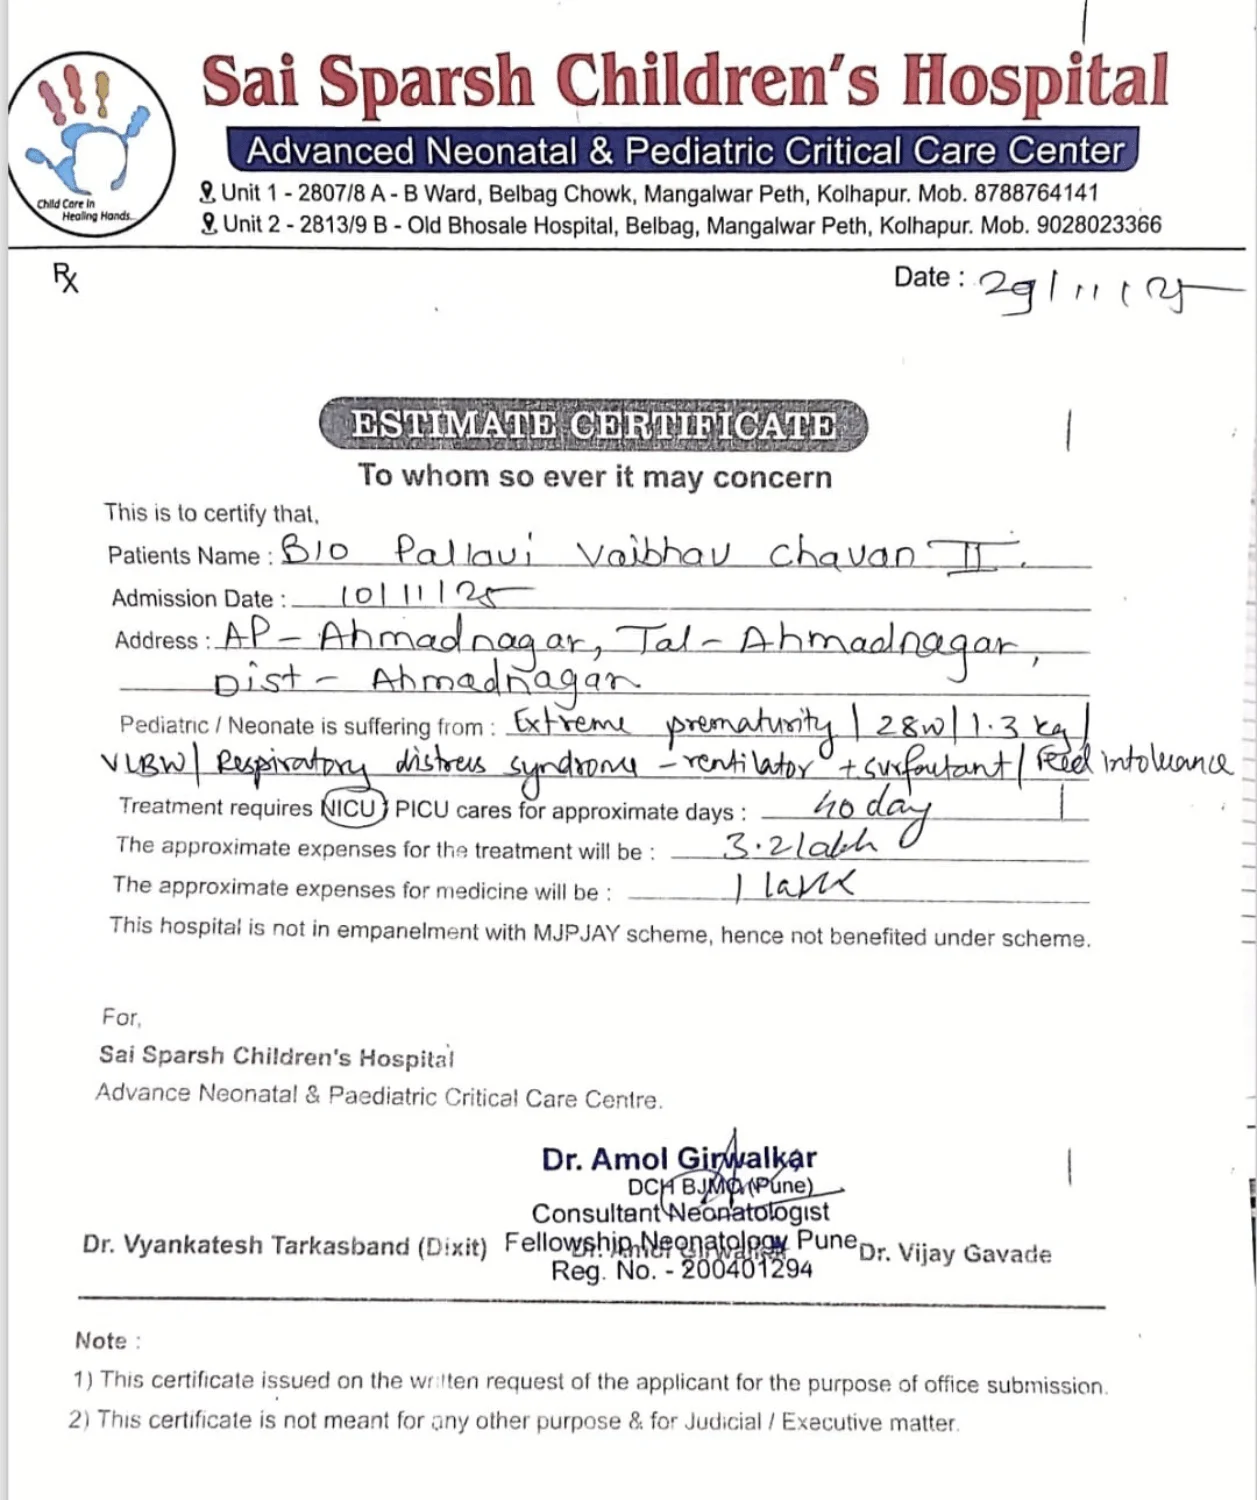 Sai Sparsh Children's Hospital
Advanced Neonatal & Pediatric Critical Care Center
Child Care in
Healing Hands..
Unit 1 - 2807/8 A - B Ward, Belbag Chowk, Mangalwar Peth, Kolhapur. Mob. 8788764141
Unit 2 - 2813/9 B - Old Bhosale Hospital, Belbag, Mangalwar Peth, Kolhapur. Mob. 9028023366
Rx
Date : 29/11/25
ESTIMATE CERTIFICATE
To whom so ever it may concern
This is to certify that,
Patients Name : B/O Pallavi Vaibhav Chavan II.
Admission Date : 10/11/25
Address : AP - Ahmadnagar, Tal - Ahmadnagar,
Dist - Ahmadnagar
Pediatric / Neonate is suffering from : Extreme prematurity / 28w / 1.3 kg /
VLBW / Respiratory distress syndrome - ventilator + surfactant / Feed intolerance
Treatment requires NICU / PICU cares for approximate days : 40 day
The approximate expenses for the treatment will be : 3.2 lakh
The approximate expenses for medicine will be : 1 lakh
This hospital is not in empanelment with MJPJAY scheme, hence not benefited under scheme.
For,
Sai Sparsh Children's Hospital
Advance Neonatal & Paediatric Critical Care Centre.
Dr. Amol Girwalkar
DCH BJMC (Pune)
Consultant Neonatologist
Dr. Vyankatesh Tarkasband (Dixit) Fellowship Neonatology Pune Dr. Vijay Gavade
Reg. No. - 200401294
Note :
1) This certificate issued on the written request of the applicant for the purpose of office submission.
2) This certificate is not meant for any other purpose & for Judicial / Executive matter.